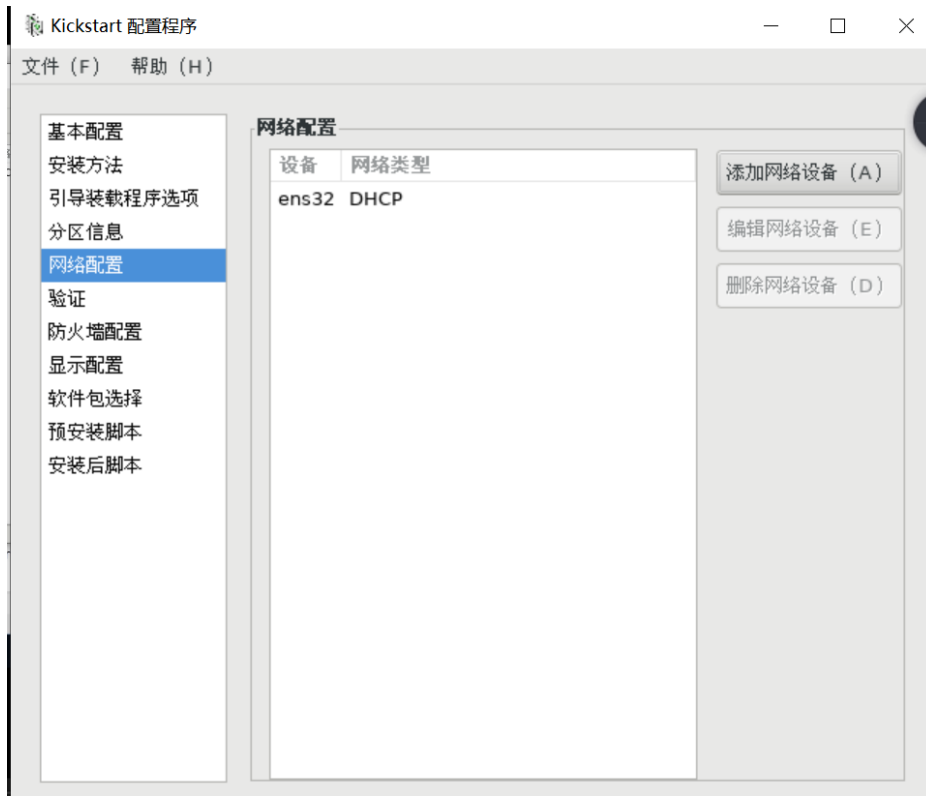 Kickstart 配置程序
文件（F） 帮助（H）
基本配置
安装方法
引导装载程序选项
分区信息
网络配置
验证
防火墙配置
显示配置
软件包选择
预安装脚本
安装后脚本
网络配置
设备 网络类型
ens32 DHCP
添加网络设备（A）
编辑网络设备（E）
删除网络设备（D）